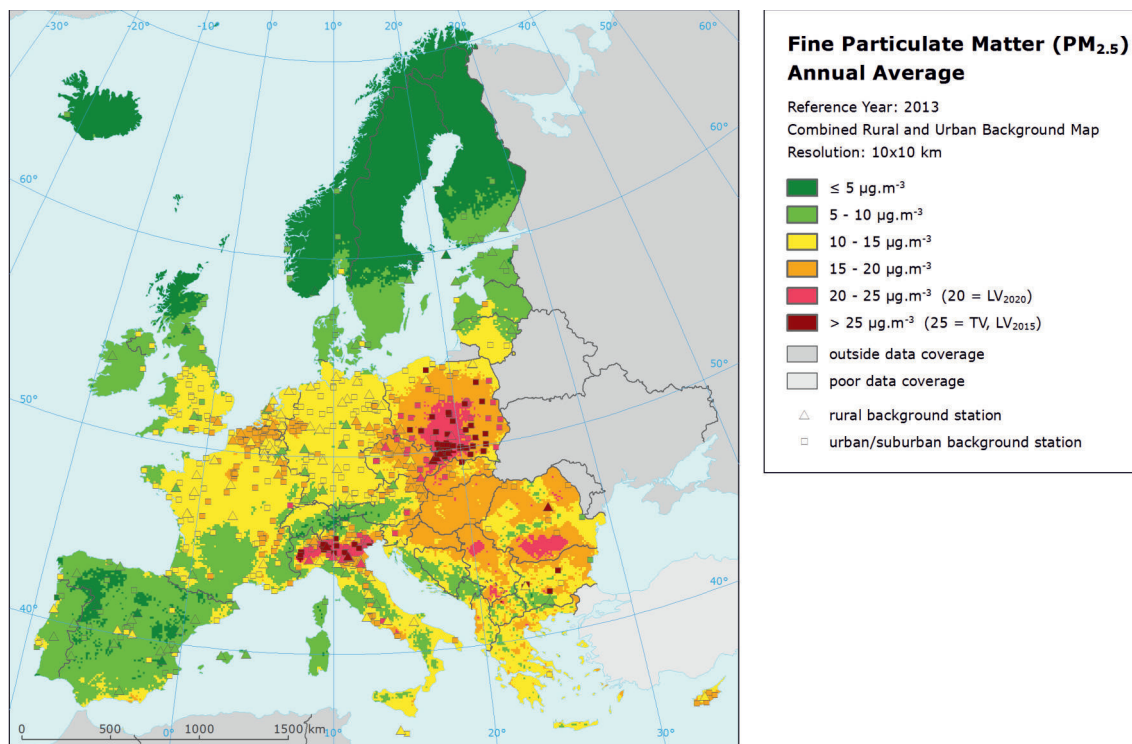 -30° -20° -10° 0° 10° 20° 30° 40° 50° 60°
60°
60°
50°
50°
40°
40°
0 500 1000 1500 km
0° 10° 20° 30°
Fine Particulate Matter (PM₂.₅)
Annual Average
Reference Year: 2013
Combined Rural and Urban Background Map
Resolution: 10x10 km
≤ 5 µg.m⁻³
5 - 10 µg.m⁻³
10 - 15 µg.m⁻³
15 - 20 µg.m⁻³
20 - 25 µg.m⁻³ (20 = LV₂₀₂₀)
> 25 µg.m⁻³ (25 = TV, LV₂₀₁₅)
outside data coverage
poor data coverage
rural background station
urban/suburban background station